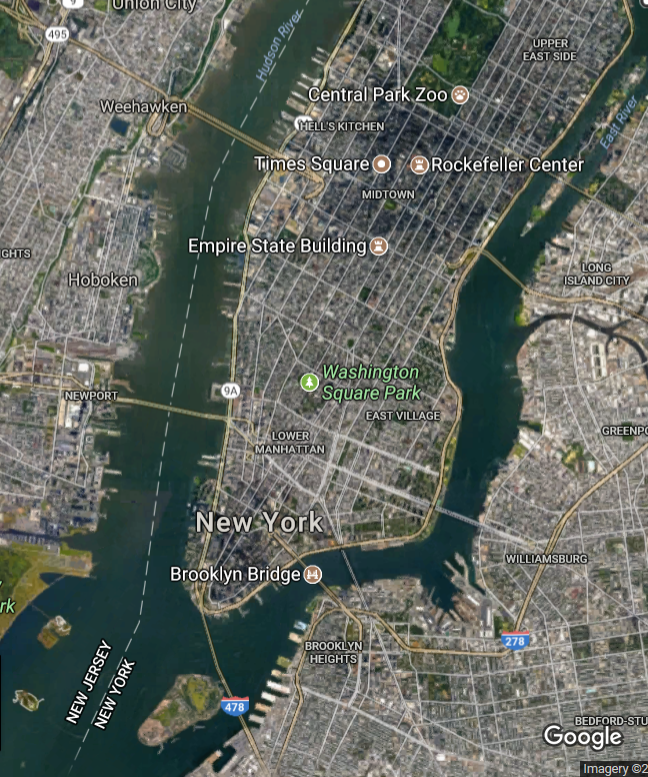 Union City
9
495
Hudson River
UPPER
EAST SIDE
Central Park Zoo
Weehawken
HELL'S KITCHEN
East River
Times Square
Rockefeller Center
MIDTOWN
Empire State Building
GHTS
Hoboken
LONG
ISLAND CITY
Washington
Square Park
NEWPORT
9A
EAST VILLAGE
LOWER
MANHATTAN
GREENPO
New York
WILLIAMSBURG
Brooklyn Bridge
rk
278
BROOKLYN
HEIGHTS
NEW JERSEY
NEW YORK
478
BEDFORD-STU
Google
Imagery ©2